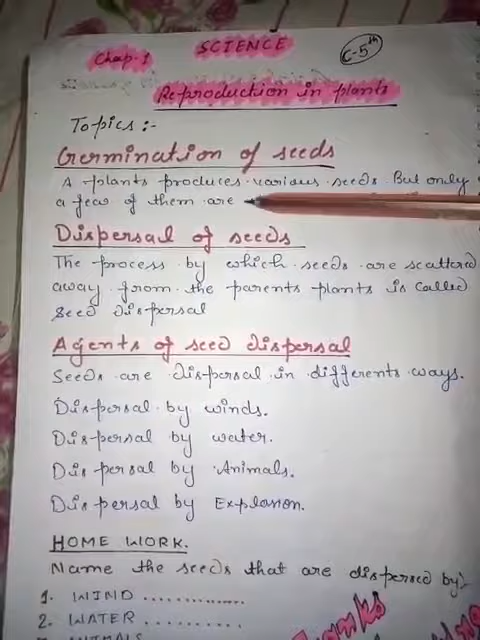 SCIENCE
Chap-1
C-5th
Reproduction in plants
Topics:-
Germination of seeds
A plants produces various seeds. But only
a few of them are
Dispersal of seeds
The process by which seeds are scattered
away from the parents plants is called
Seed Dispersal
Agents of seed dispersal
Seeds are dispersal in differents ways.
Dispersal by winds.
Dispersal by water.
Dispersal by Animals.
Dispersal by Explosion.
HOME WORK.
Name the seeds that are dispersed by:-
1. WIND ..............
2. WATER ..........
ANIMALS